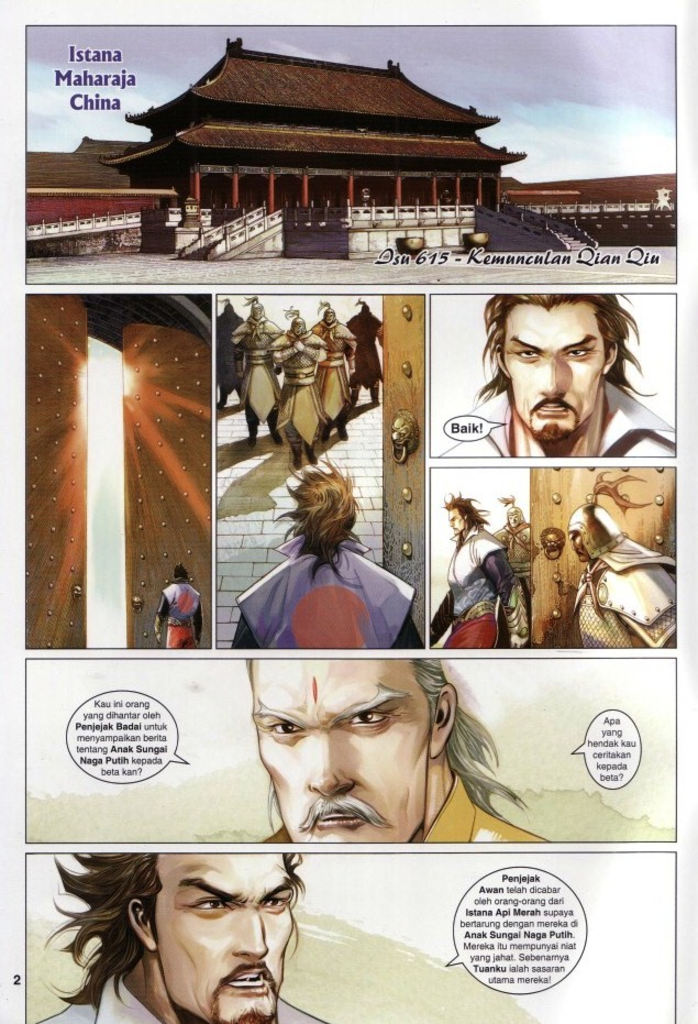 Istana
Maharaja
China
Isu 615 - Kemunculan Qian Qiu
Baik!
Kau ini orang
yang dihantar oleh
Penjejak Badai untuk
menyampaikan berita
tentang Anak Sungai
Naga Putih kepada
beta kan?
Apa
yang
hendak kau
ceritakan
kepada
beta?
Penjejak
Awan telah dicabar
oleh orang-orang dari
Istana Api Merah supaya
bertarung dengan mereka di
Anak Sungai Naga Putih.
Mereka itu mempunyai niat
yang jahat. Sebenarnya
Tuanku ialah sasaran
utama mereka!
2